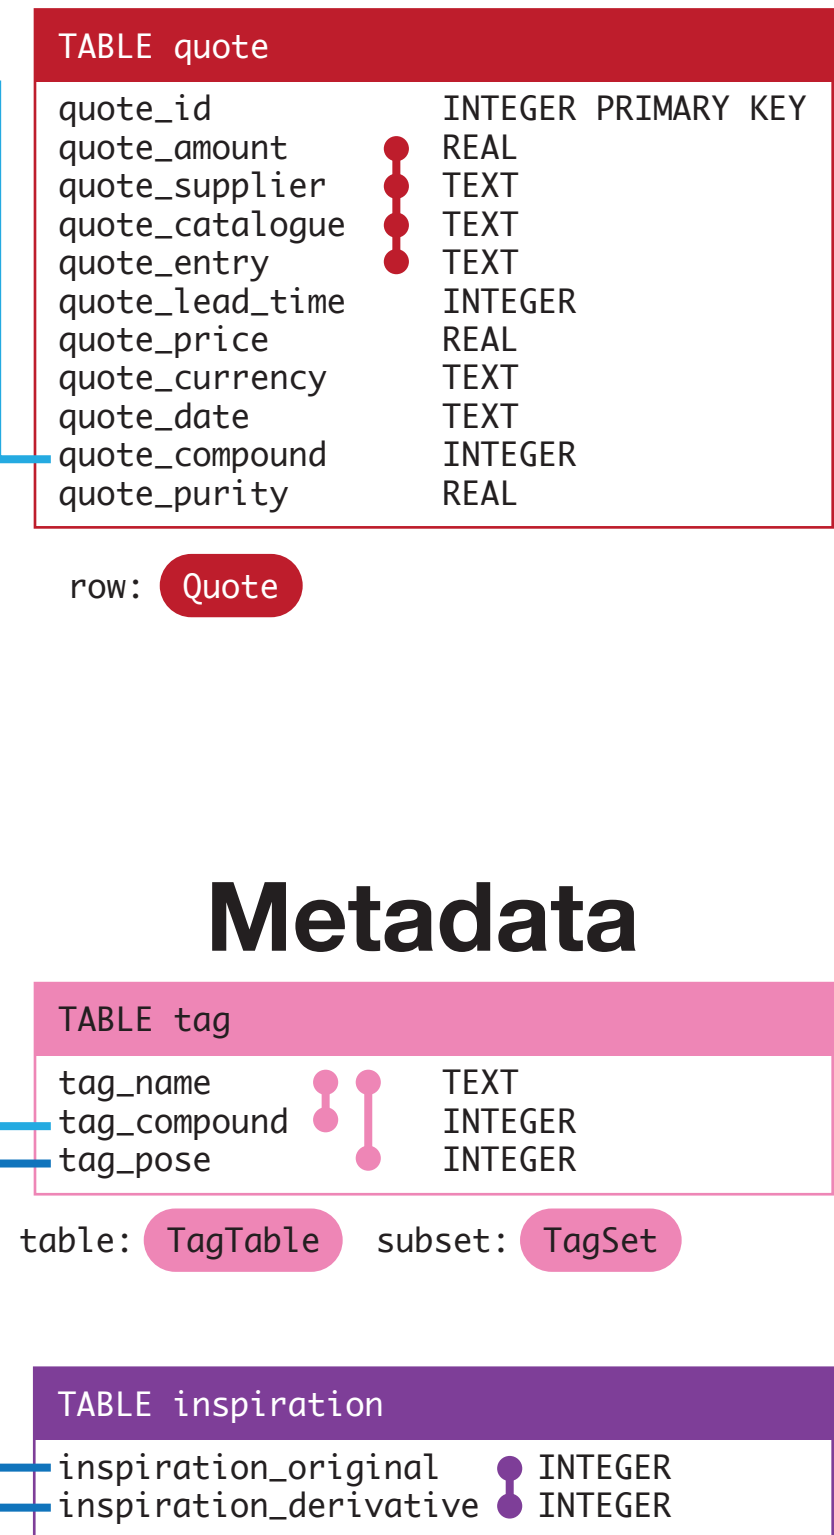 TABLE quote
quote_id INTEGER PRIMARY KEY
quote_amount REAL
quote_supplier TEXT
quote_catalogue TEXT
quote_entry TEXT
quote_lead_time INTEGER
quote_price REAL
quote_currency TEXT
quote_date TEXT
quote_compound INTEGER
quote_purity REAL
row: Quote
Metadata
TABLE tag
tag_name TEXT
tag_compound INTEGER
tag_pose INTEGER
table: TagTable subset: TagSet
TABLE inspiration
inspiration_original INTEGER
inspiration_derivative INTEGER